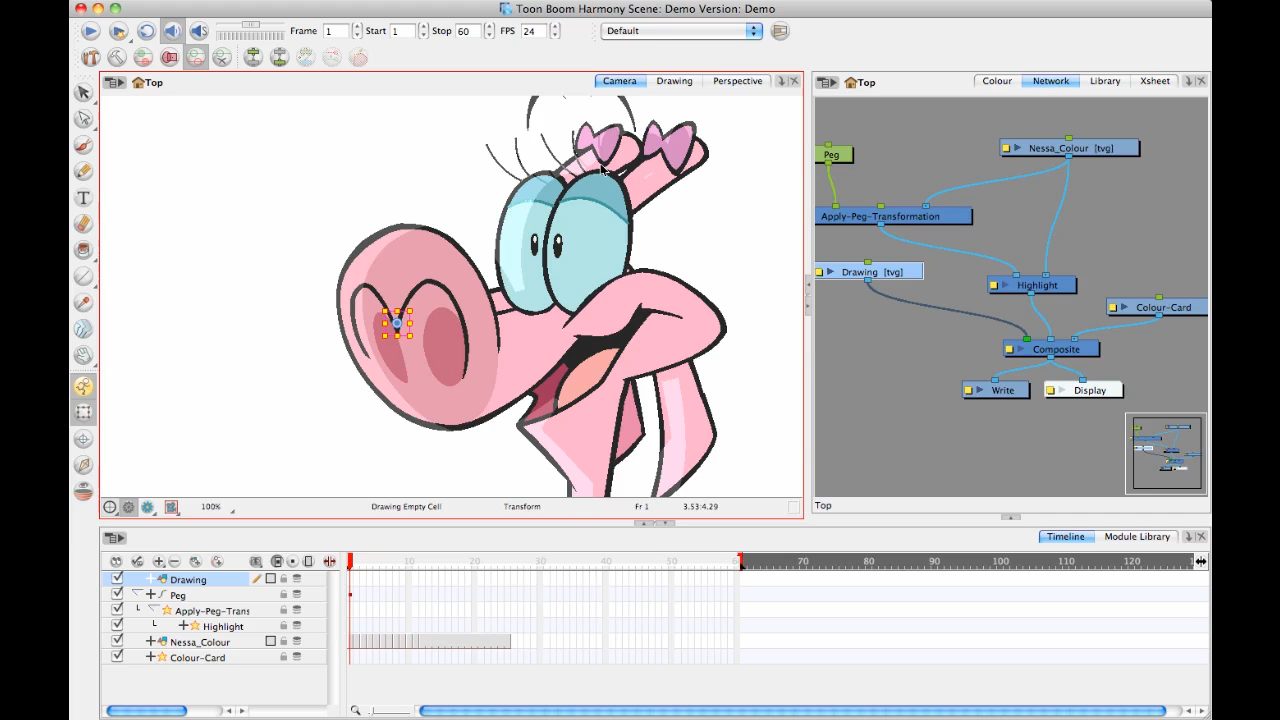 Toon Boom Harmony Scene: Demo Version: Demo
Frame 1 Start 1 Stop 60 FPS 24 Default
Top Camera Drawing Perspective
Top Colour Network Library Xsheet
Peg
Nessa_Colour [tvg]
Apply-Peg-Transformation
Drawing [tvg]
Highlight
Colour-Card
Composite
Write
Display
100% Drawing Empty Cell Transform Fr 1 3.53:4.29
Top
Timeline Module Library
10 20 30 40 50 60 70 80 90 100 110 120
Drawing
Peg
Apply-Peg-Trans
Highlight
Nessa_Colour
Colour-Card